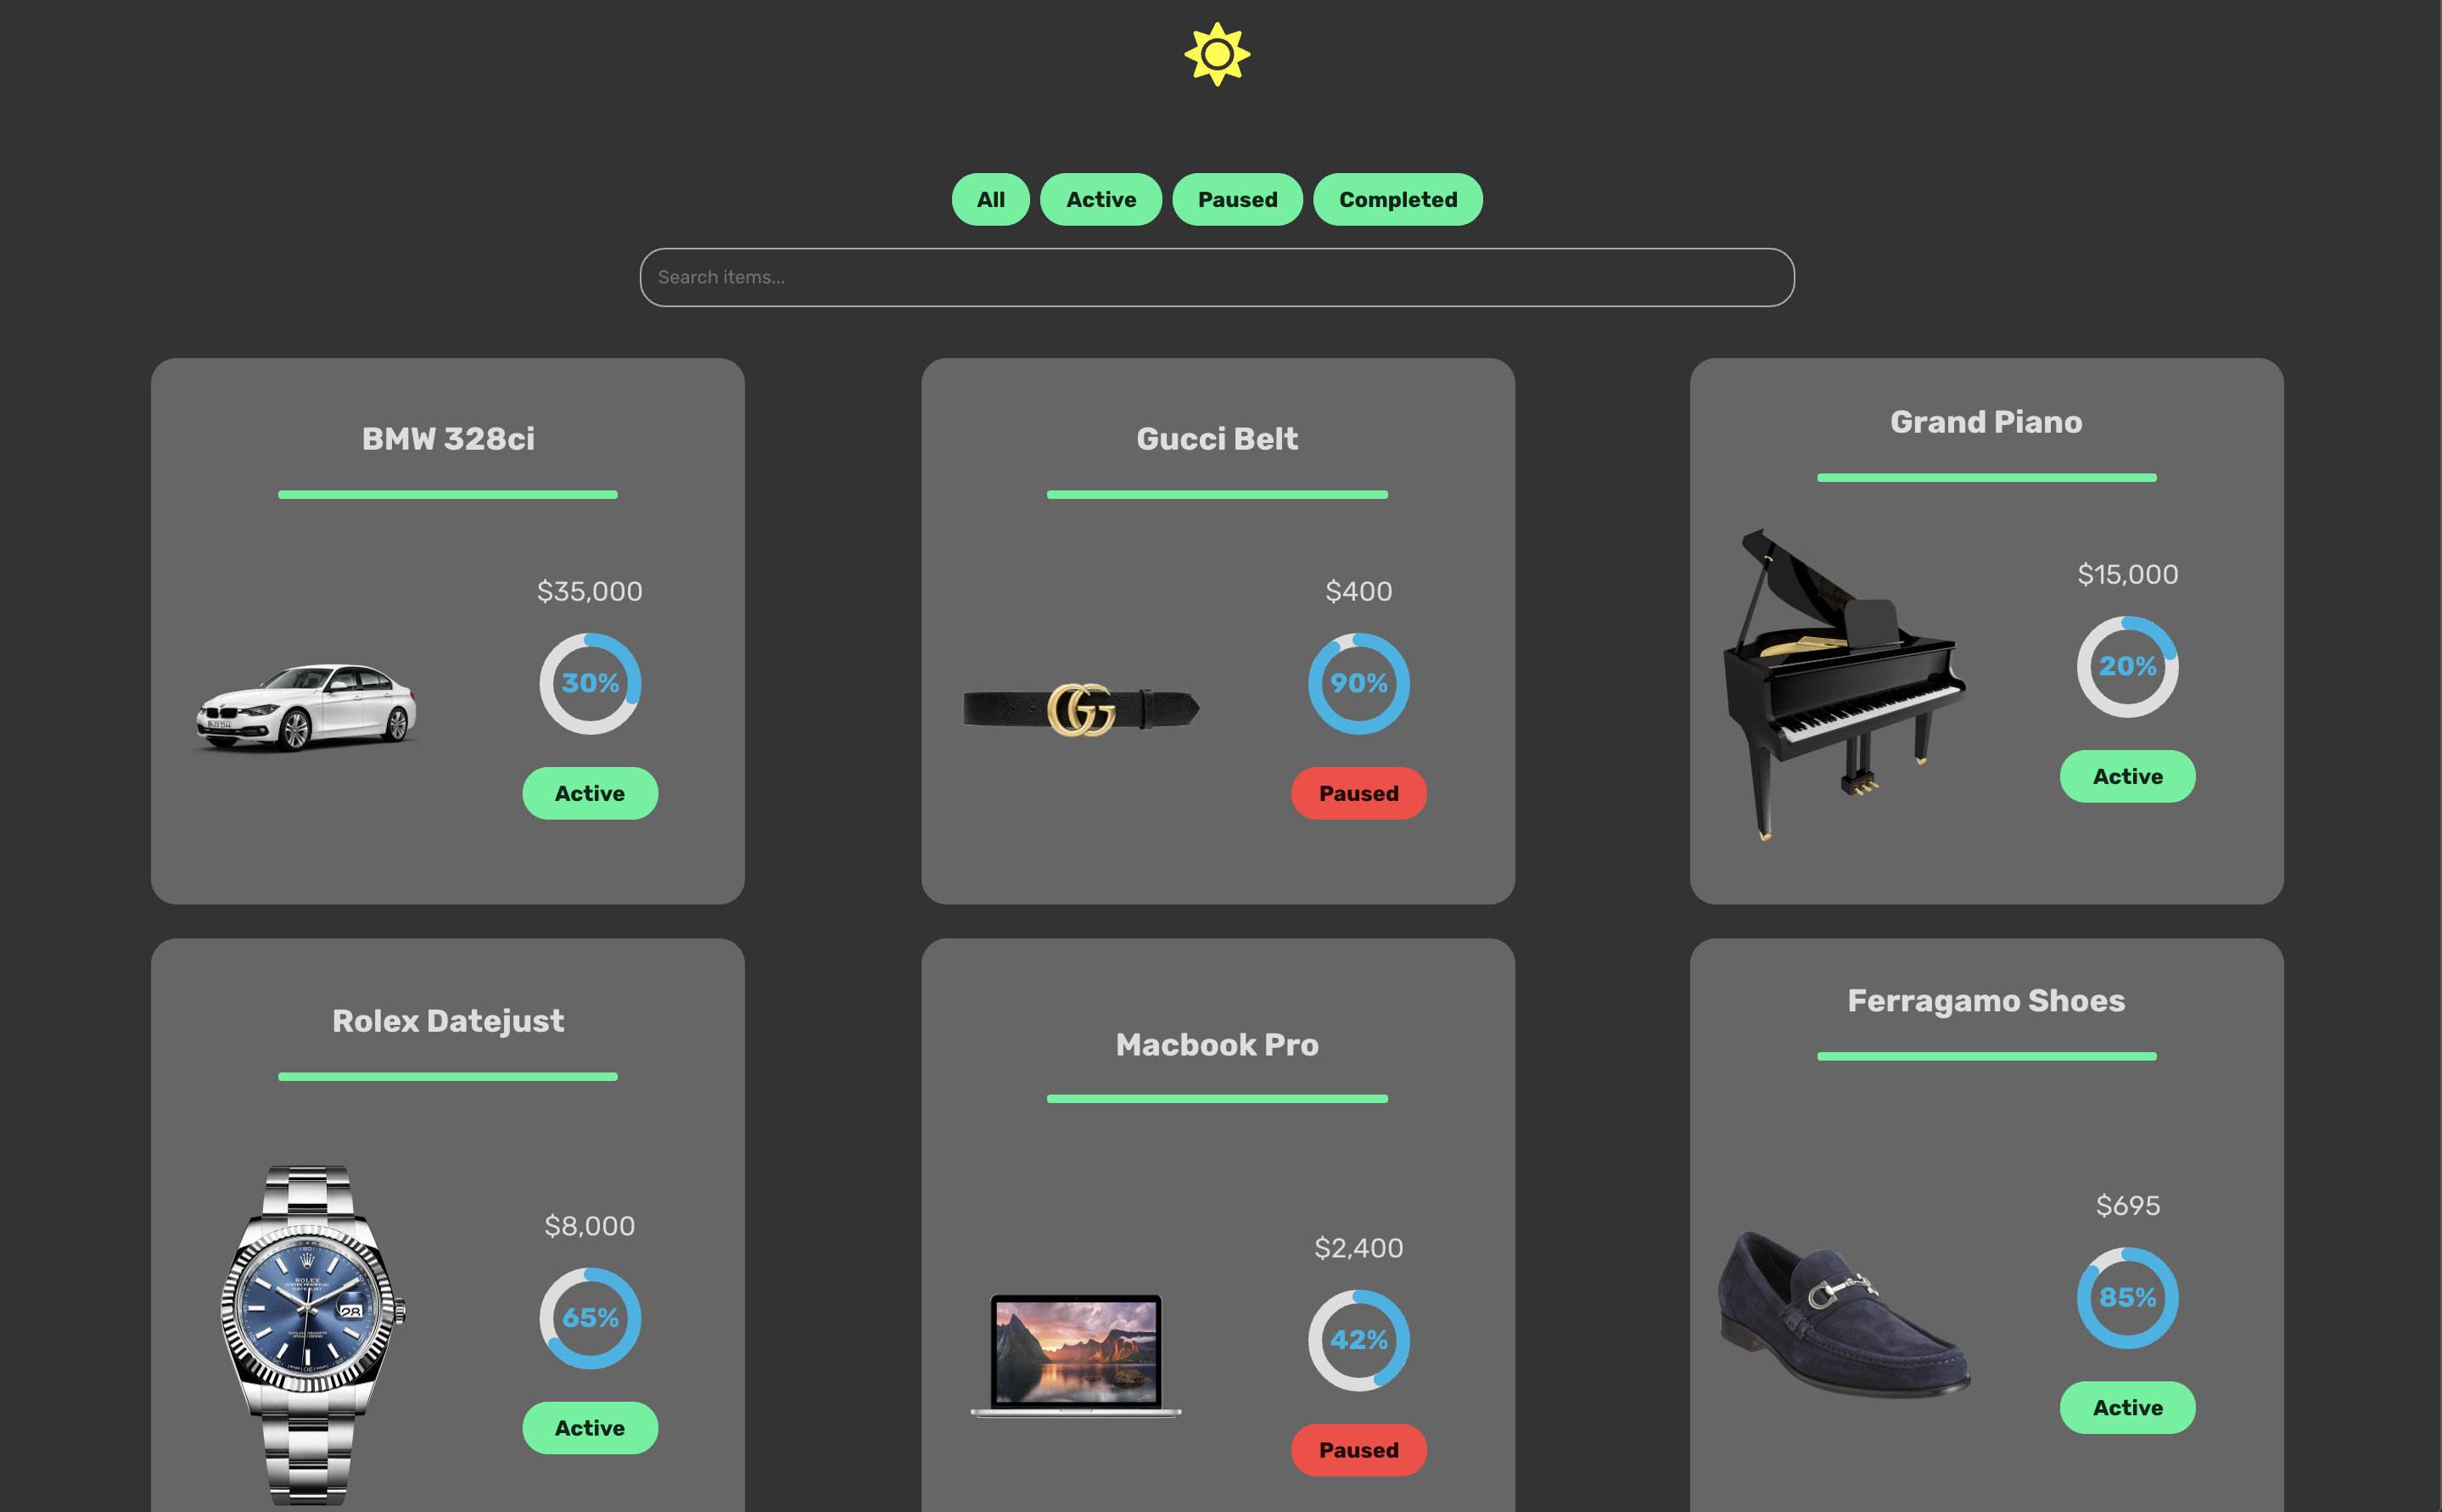 All
Active
Paused
Completed
Search items...
BMW 328ci
$35,000
30%
Active
Gucci Belt
$400
90%
Paused
Grand Piano
$15,000
20%
Active
Rolex Datejust
ROLEX
28
$8,000
65%
Active
Macbook Pro
$2,400
42%
Paused
Ferragamo Shoes
$695
85%
Active